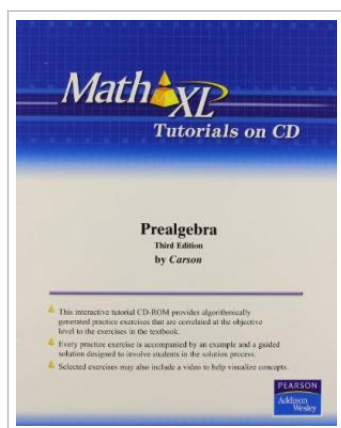 Math XL
Tutorials on CD
Prealgebra
Third Edition
by Carson
This interactive tutorial CD-ROM provides algorithmically
generated practice exercises that are correlated at the objective
level to the exercises in the textbook.
Every practice exercise is accompanied by an example and a guided
solution designed to involve students in the solution process.
Selected exercises may also include a video to help visualize concepts.
PEARSON
Addison
Wesley